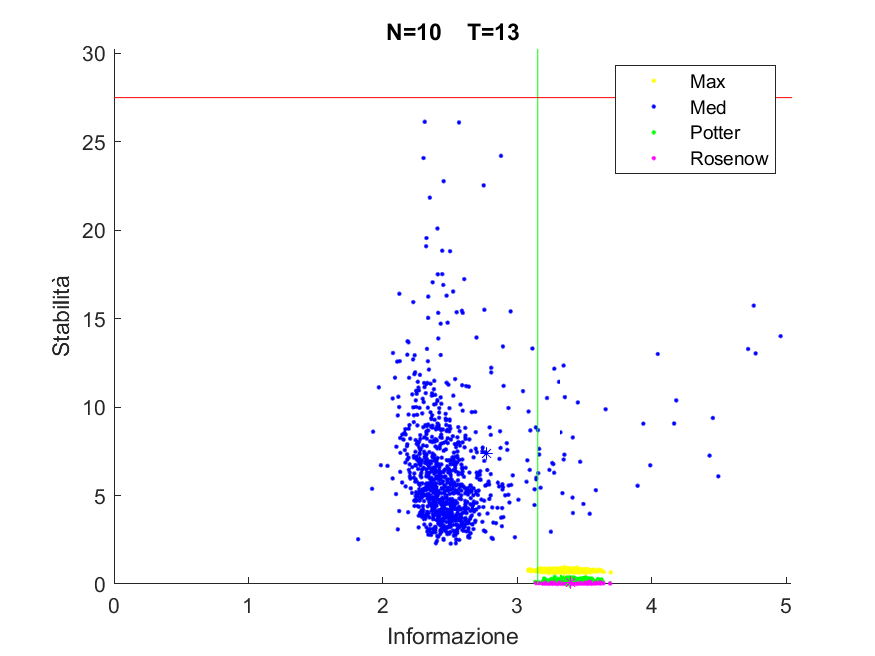 N=10 T=13
30
25
20
15
10
5
0
Stabilità
0 1 2 3 4 5
Informazione
Max
Med
Potter
Rosenow